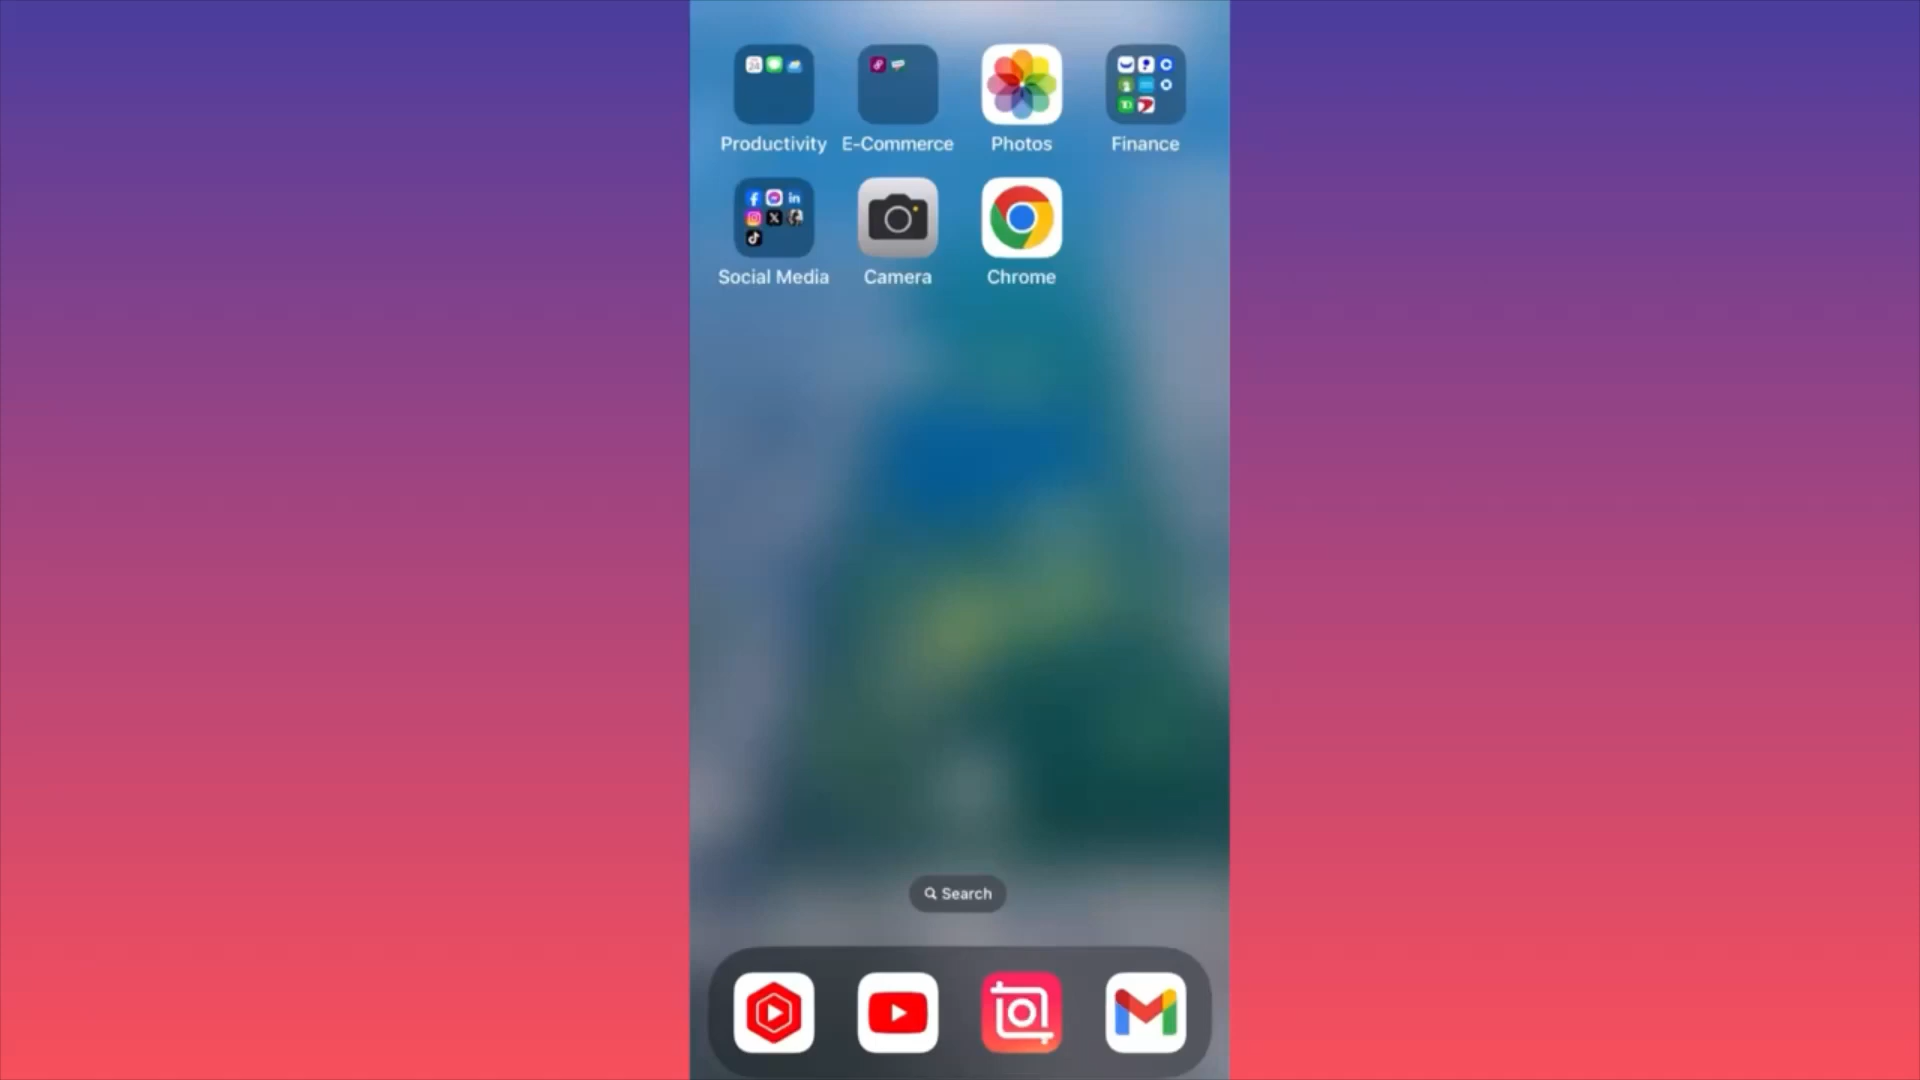 Productivity E-Commerce Photos Finance
Social Media Camera Chrome
Search